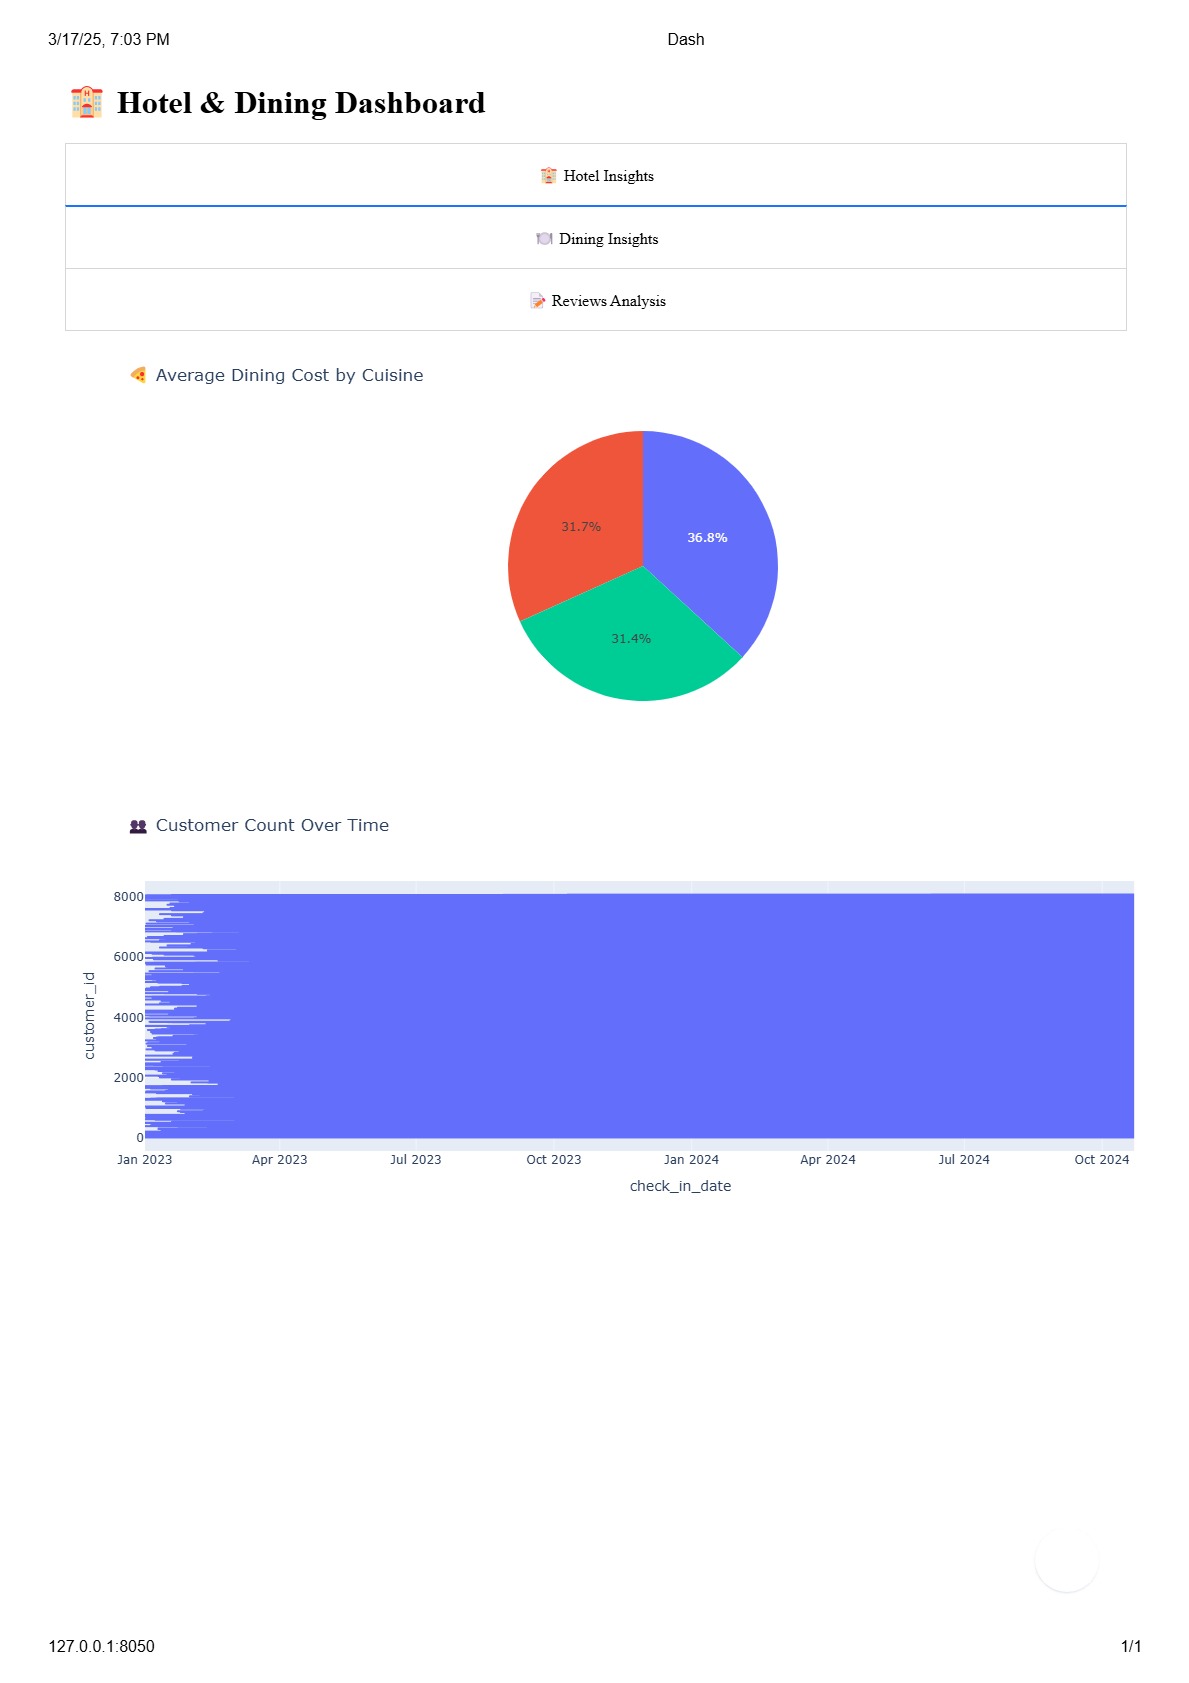 3/17/25, 7:03 PM Dash
Hotel & Dining Dashboard
Hotel Insights
Dining Insights
Reviews Analysis
Average Dining Cost by Cuisine
31.7%
36.8%
31.4%
Customer Count Over Time
8000
6000
4000
2000
0
customer_id
Jan 2023 Apr 2023 Jul 2023 Oct 2023 Jan 2024 Apr 2024 Jul 2024 Oct 2024
check_in_date
127.0.0.1:8050 1/1